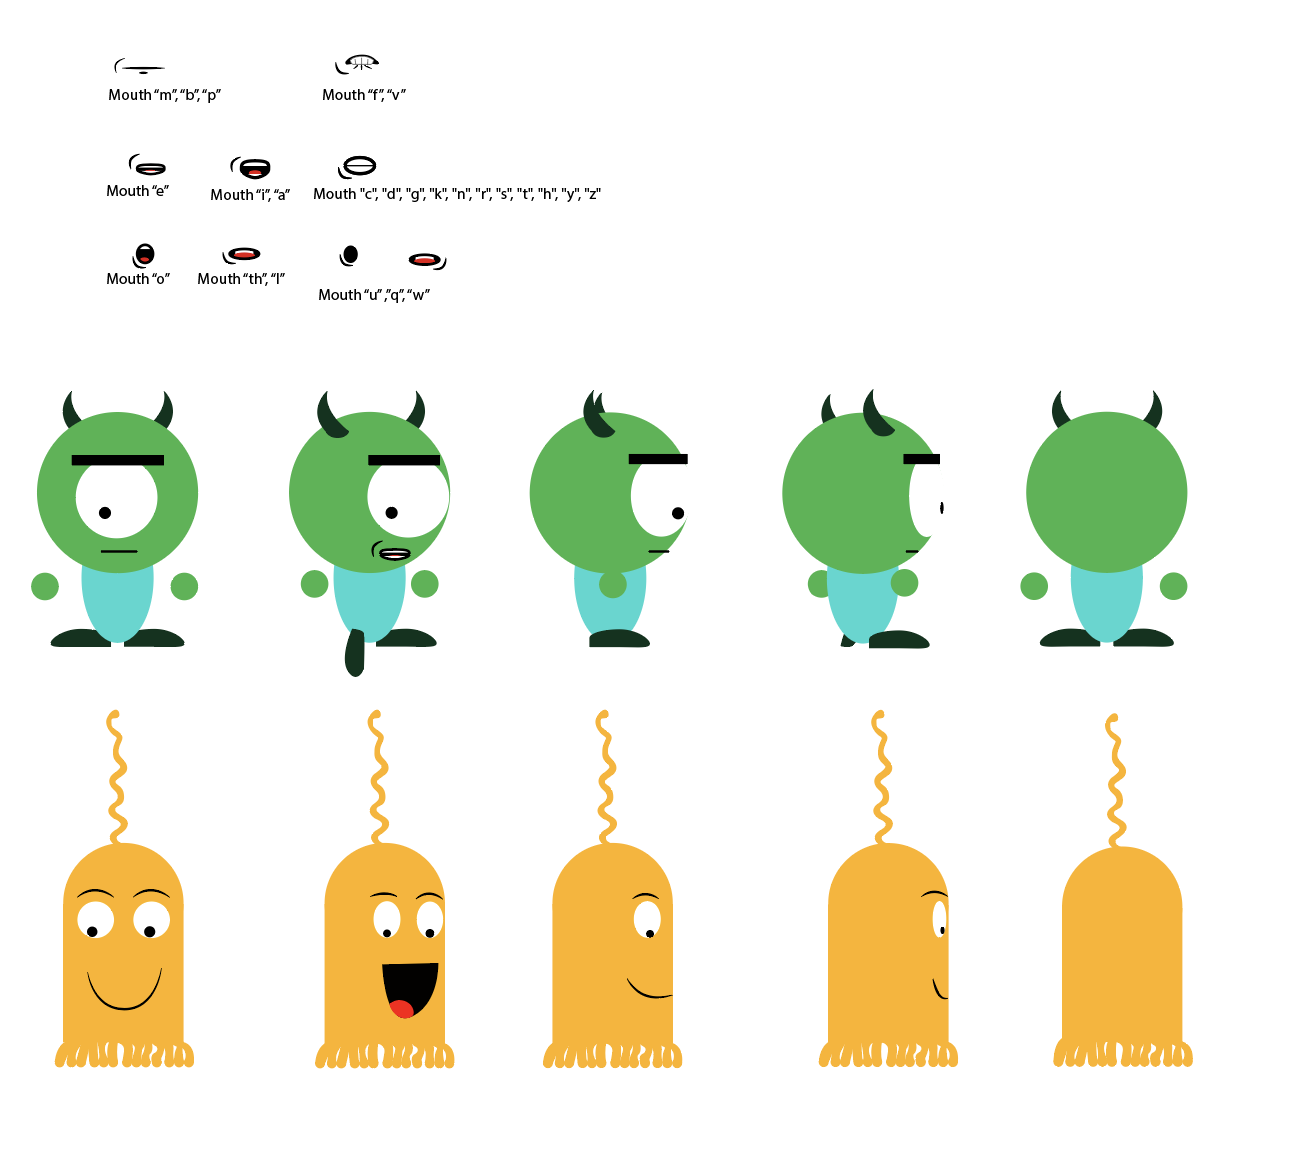 Mouth “m”, “b”, “p”
Mouth “f”, “v”
Mouth “e”
Mouth “i”, “a”
Mouth "c", "d", "g", "k", "n", "r", "s", "t", "h", "y", "z"
Mouth “o”
Mouth “th”, “l”
Mouth “u” ,”q”, “w”